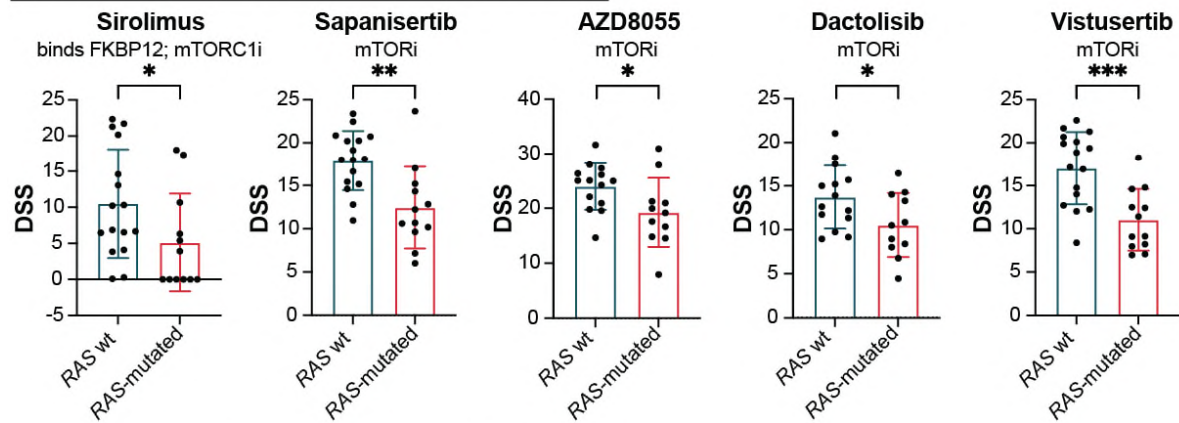 Sirolimus
binds FKBP12; mTORC1i
*
25
20
15
10
5
0
-5
DSS
RAS wt
RAS-mutated
Sapanisertib
mTORi
**
25
20
15
10
5
0
DSS
RAS wt
RAS-mutated
AZD8055
mTORi
*
40
30
20
10
0
DSS
RAS wt
RAS-mutated
Dactolisib
mTORi
*
25
20
15
10
5
0
DSS
RAS wt
RAS-mutated
Vistusertib
mTORi
***
25
20
15
10
5
0
DSS
RAS wt
RAS-mutated